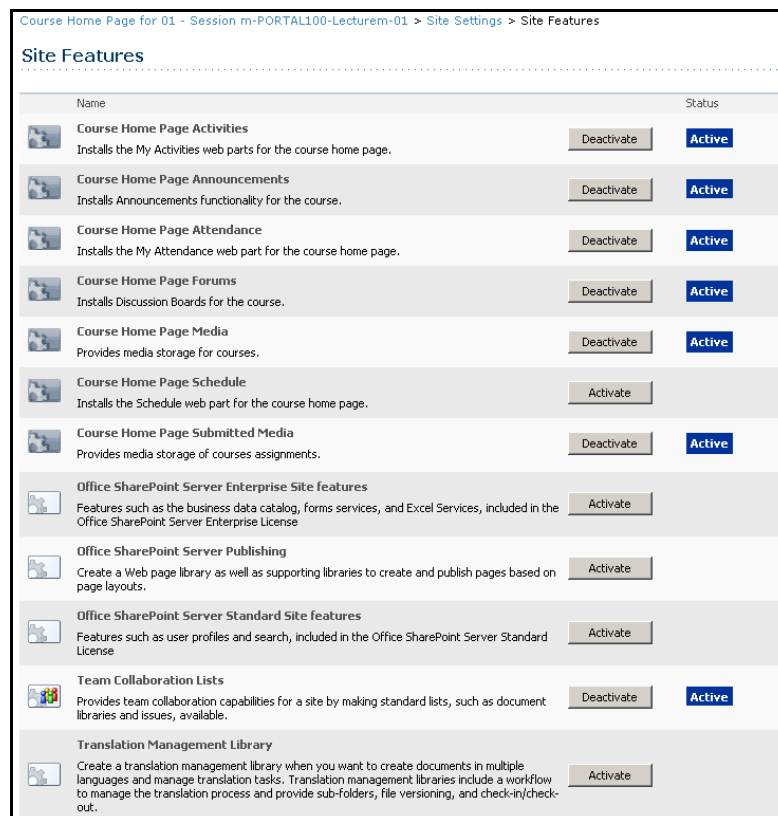 Course Home Page for 01 - Session m-PORTAL100-Lecturem-01 > Site Settings > Site Features
Site Features
Name Status
Course Home Page Activities
Installs the My Activities web parts for the course home page.
Deactivate Active
Course Home Page Announcements
Installs Announcements functionality for the course.
Deactivate Active
Course Home Page Attendance
Installs the My Attendance web part for the course home page.
Deactivate Active
Course Home Page Forums
Installs Discussion Boards for the course.
Deactivate Active
Course Home Page Media
Provides media storage for courses.
Deactivate Active
Course Home Page Schedule
Installs the Schedule web part for the course home page.
Activate
Course Home Page Submitted Media
Provides media storage of courses assignments.
Deactivate Active
Office SharePoint Server Enterprise Site features
Features such as the business data catalog, forms services, and Excel Services, included in the
Office SharePoint Server Enterprise License
Activate
Office SharePoint Server Publishing
Create a Web page library as well as supporting libraries to create and publish pages based on
page layouts.
Activate
Office SharePoint Server Standard Site features
Features such as user profiles and search, included in the Office SharePoint Server Standard
License
Activate
Team Collaboration Lists
Provides team collaboration capabilities for a site by making standard lists, such as document
libraries and issues, available.
Deactivate Active
Translation Management Library
Create a translation management library when you want to create documents in multiple
languages and manage translation tasks. Translation management libraries include a workflow
to manage the translation process and provide sub-folders, file versioning, and check-in/check-
out.
Activate